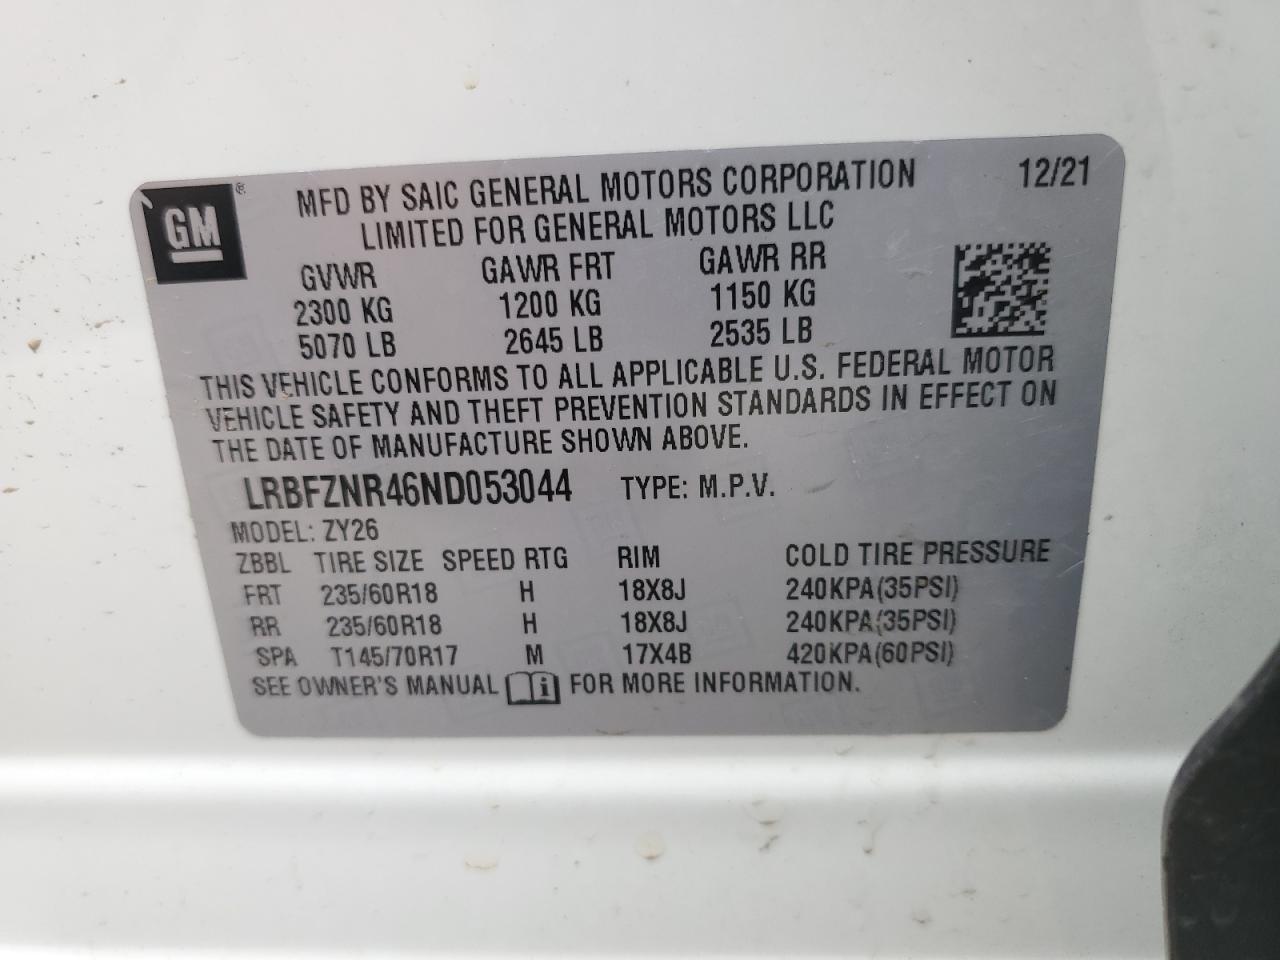 GM ®
MFD BY SAIC GENERAL MOTORS CORPORATION 12/21
LIMITED FOR GENERAL MOTORS LLC
GVWR GAWR FRT GAWR RR
2300 KG 1200 KG 1150 KG
5070 LB 2645 LB 2535 LB
THIS VEHICLE CONFORMS TO ALL APPLICABLE U.S. FEDERAL MOTOR
VEHICLE SAFETY AND THEFT PREVENTION STANDARDS IN EFFECT ON
THE DATE OF MANUFACTURE SHOWN ABOVE.
LRBFZNR46ND053044 TYPE: M.P.V.
MODEL: ZY26
ZBBL TIRE SIZE SPEED RTG RIM COLD TIRE PRESSURE
FRT 235/60R18 H 18X8J 240KPA(35PSI)
RR 235/60R18 H 18X8J 240KPA(35PSI)
SPA T145/70R17 M 17X4B 420KPA(60PSI)
SEE OWNER'S MANUAL i FOR MORE INFORMATION.